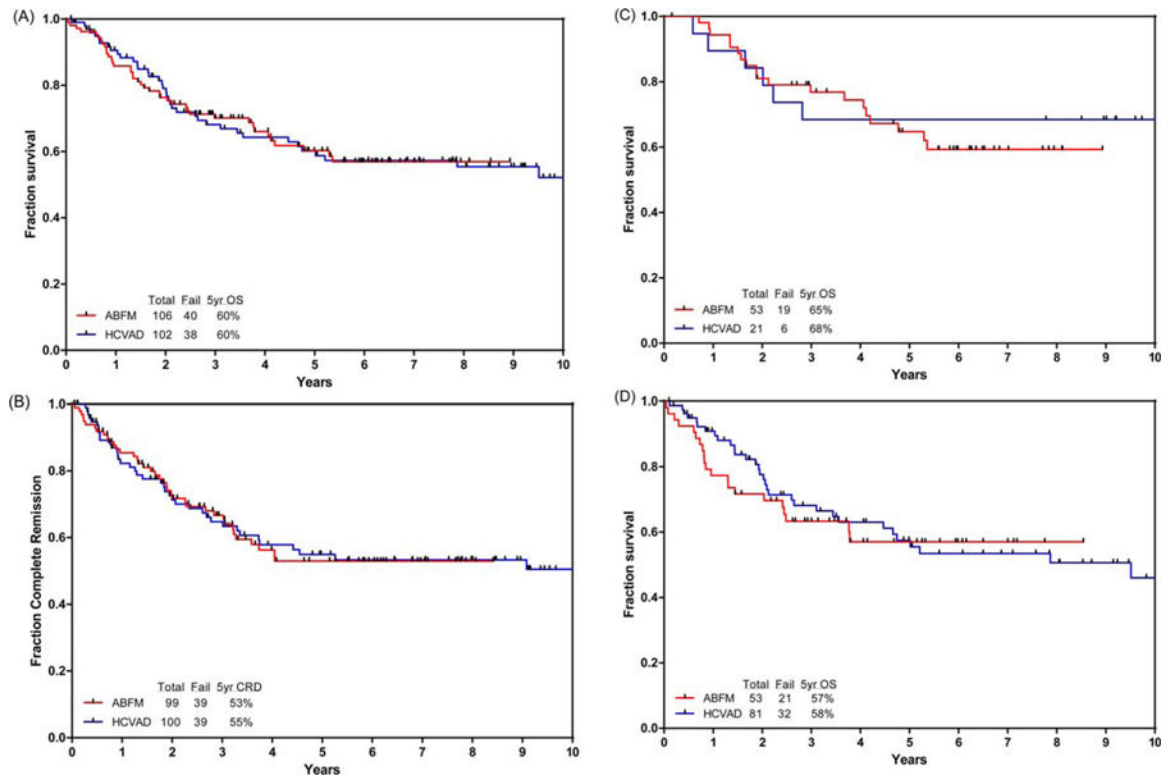 (A)
1.0
0.8
0.6
0.4
0.2
0.0
Fraction survival
Total Fail 5yr.OS
ABFM 106 40 60%
HCVAD 102 38 60%
0 1 2 3 4 5 6 7 8 9 10
Years
(B)
1.0
0.8
0.6
0.4
0.2
0.0
Fraction Complete Remission
Total Fail 5yr.CRD
ABFM 99 39 53%
HCVAD 100 39 55%
0 1 2 3 4 5 6 7 8 9 10
Years
(C)
1.0
0.8
0.6
0.4
0.2
0.0
Fraction survival
Total Fail 5yr.OS
ABFM 53 19 65%
HCVAD 21 6 68%
0 1 2 3 4 5 6 7 8 9 10
Years
(D)
1.0
0.8
0.6
0.4
0.2
0.0
Fraction survival
Total Fail 5yr.OS
ABFM 53 21 57%
HCVAD 81 32 58%
0 1 2 3 4 5 6 7 8 9 10
Years